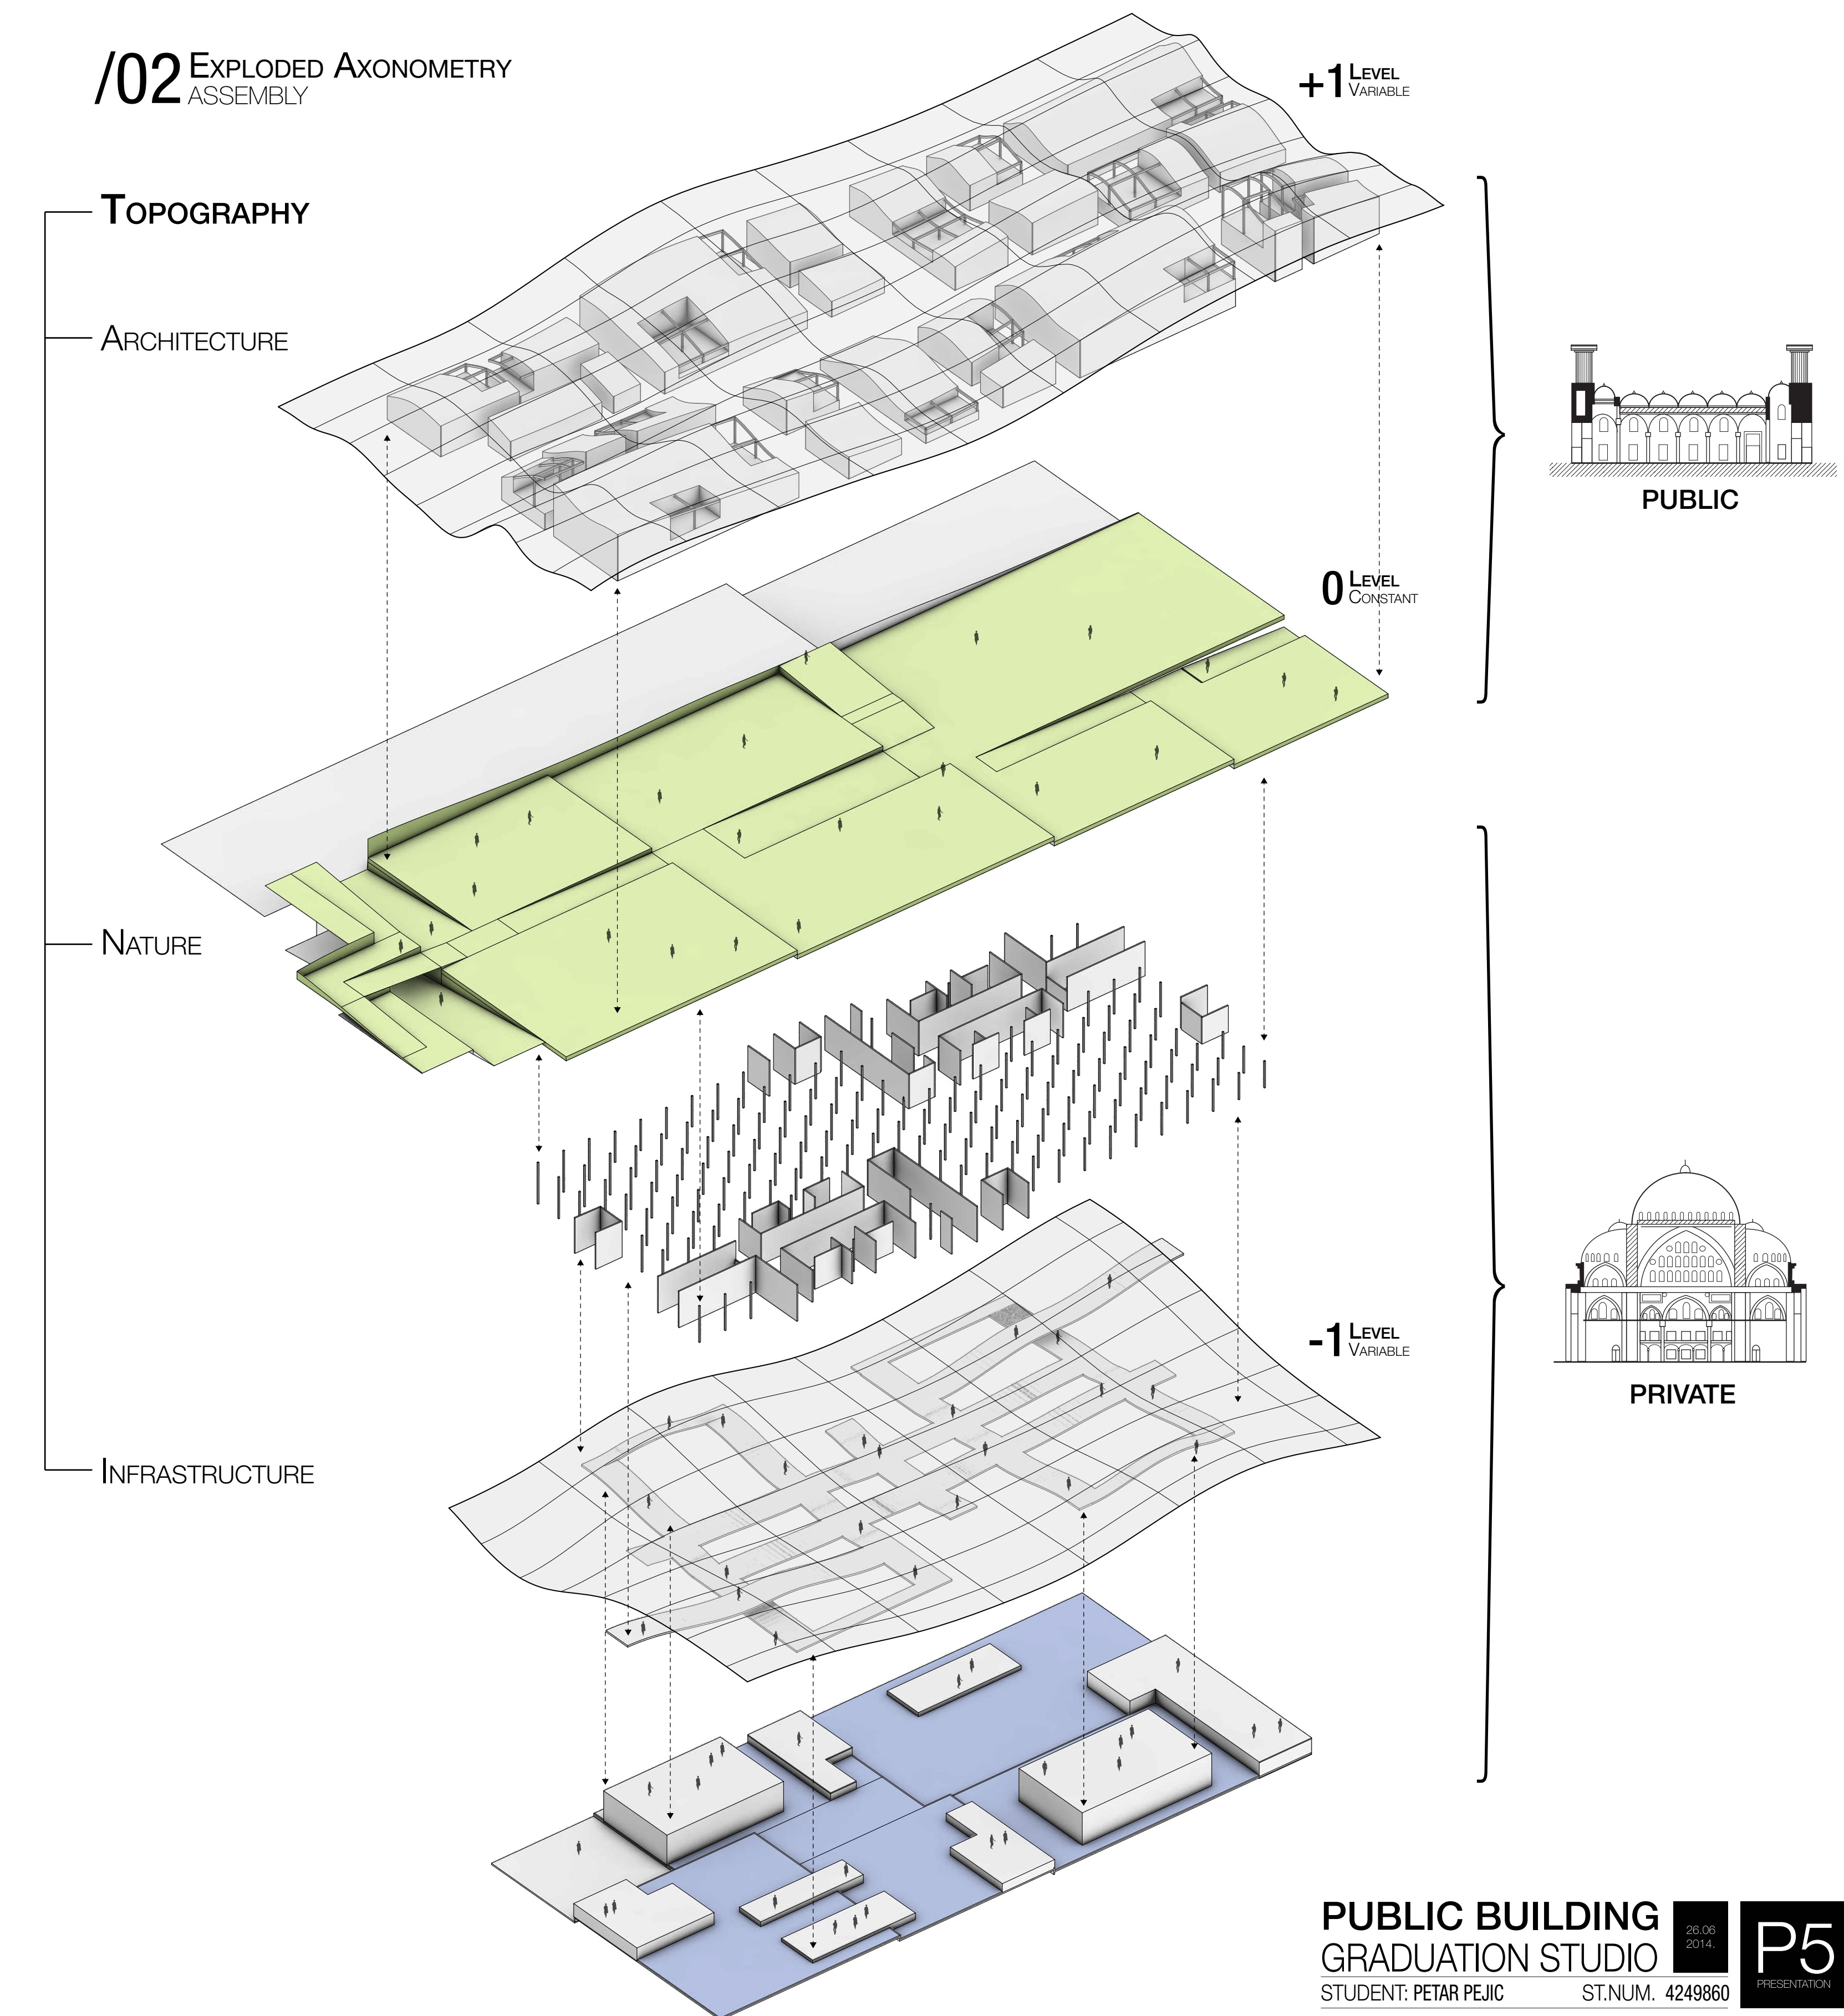 /02 EXPLODED AXONOMETRY
ASSEMBLY
+1 LEVEL
VARIABLE
TOPOGRAPHY
ARCHITECTURE
PUBLIC
0 LEVEL
CONSTANT
NATURE
-1 LEVEL
VARIABLE
PRIVATE
INFRASTRUCTURE
PUBLIC BUILDING
GRADUATION STUDIO
26.06
2014.
P5
PRESENTATION
STUDENT: PETAR PEJIC ST.NUM. 4249860